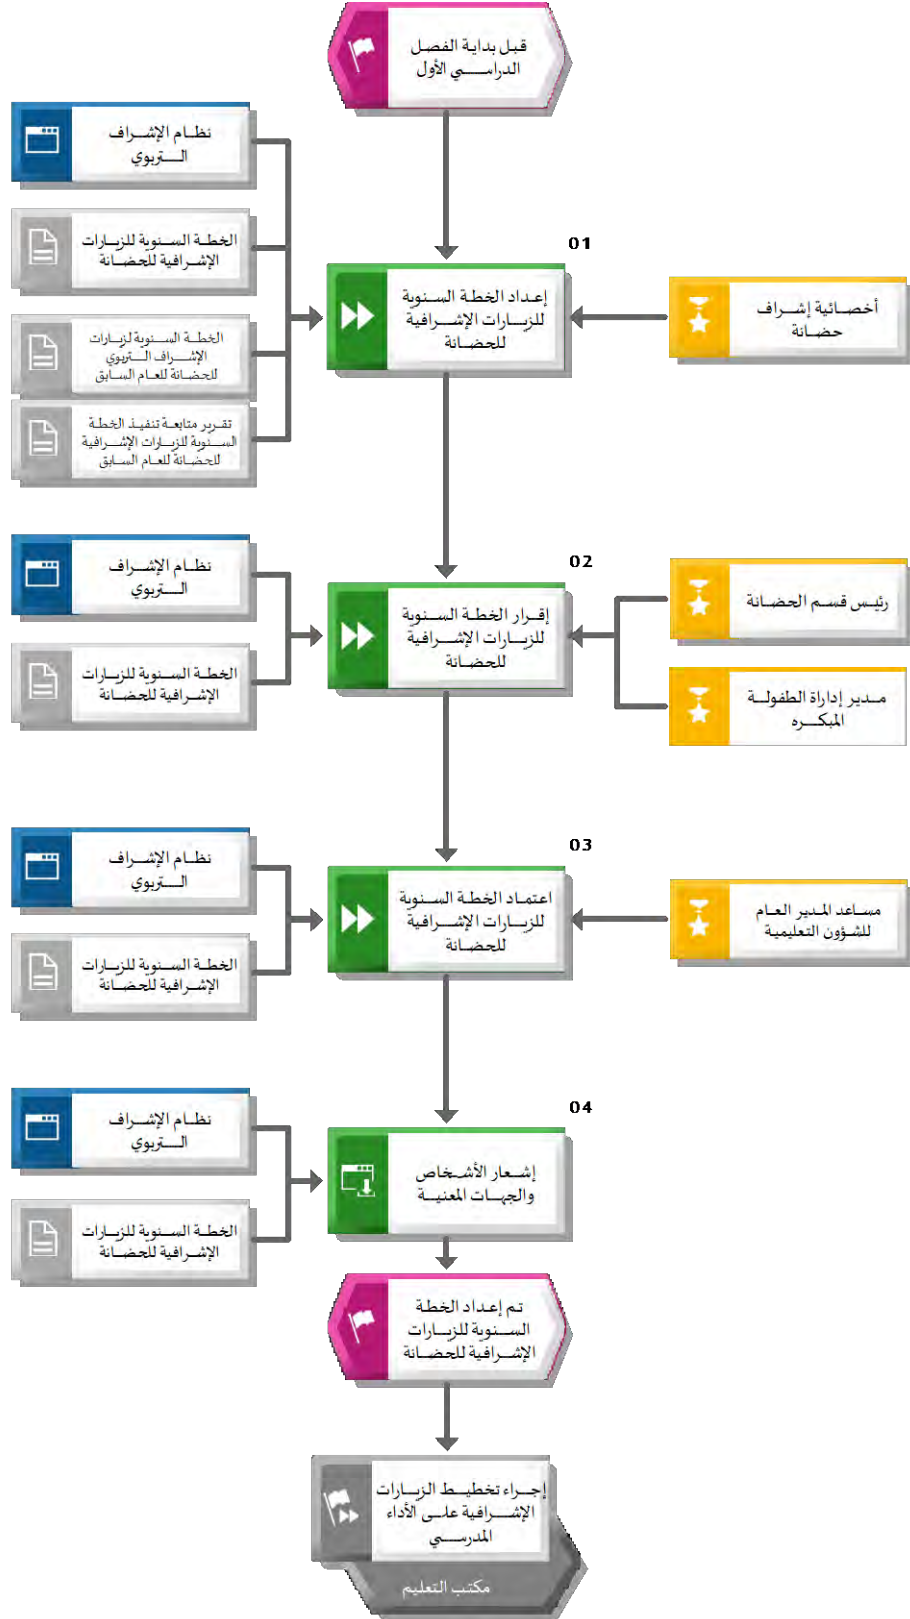 قبل بداية الفصل
الدراسي الأول
نظام الإشراف
التربوي
الخطة السنوية للزيارات
الإشرافية للحضانة
الخطة السنوية لزيارات
الإشراف التربوي
للحضانة للعام السابق
تقرير متابعة تنفيذ الخطة
السنوية للزيارات الإشرافية
للحضانة للعام السابق
01
إعداد الخطة السنوية
للزيارات الإشرافية
للحضانة
أخصائية إشراف
حضانة
02
نظام الإشراف
التربوي
الخطة السنوية للزيارات
الإشرافية للحضانة
إقرار الخطة السنوية
للزيارات الإشرافية
للحضانة
رئيس قسم الحضانة
مدير إداراة الطفولة
المبكره
03
نظام الإشراف
التربوي
الخطة السنوية للزيارات
الإشرافية للحضانة
اعتماد الخطة السنوية
للزيارات الإشرافية
للحضانة
مساعد المدير العام
للشؤون التعليمية
04
نظام الإشراف
التربوي
الخطة السنوية للزيارات
الإشرافية للحضانة
إشعار الأشخاص
والجهات المعنية
تم إعداد الخطة
السنوية للزيارات
الإشرافية للحضانة
إجراء تخطيط الزيارات
الإشرافية على الأداء
المدرسي
مكتب التعليم